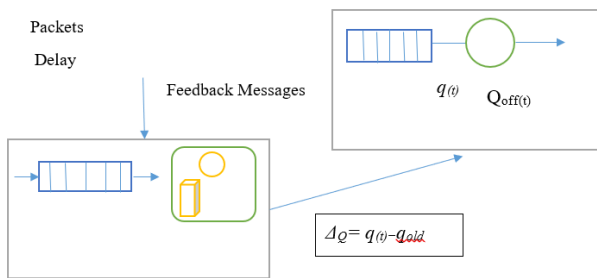 Packets
Delay
Feedback Messages
q(t)
Qoff(t)
ΔQ= q(t)−qold